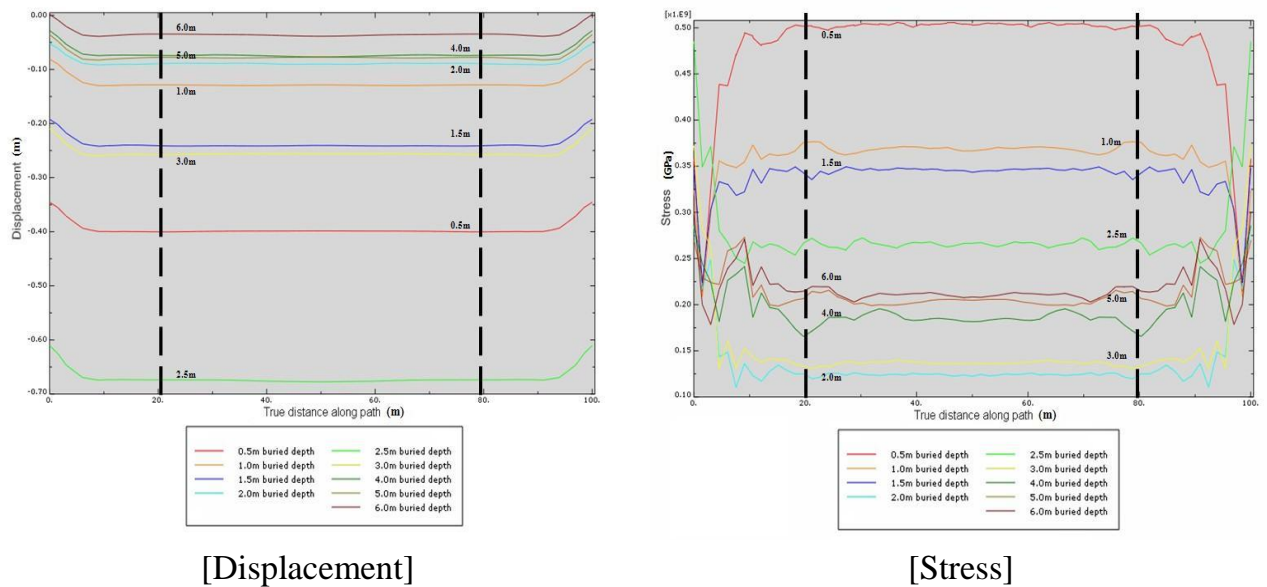 0.00
-0.10
-0.20
-0.30
-0.40
-0.50
-0.60
-0.70
Displacement (m)
6.0m
4.0m
5.0m
2.0m
1.0m
1.5m
3.0m
0.5m
2.5m
0. 20. 40. 60. 80. 100.
True distance along path (m)
0.5m buried depth 2.5m buried depth
1.0m buried depth 3.0m buried depth
1.5m buried depth 4.0m buried depth
2.0m buried depth 5.0m buried depth
6.0m buried depth
[Displacement]
[x1.E9]
0.50
0.45
0.40
0.35
0.30
0.25
0.20
0.15
0.10
Stress (GPa)
0.5m
1.0m
1.5m
2.5m
6.0m
5.0m
4.0m
3.0m
2.0m
0. 20. 40. 60. 80. 100.
True distance along path (m)
0.5m buried depth 2.5m buried depth
1.0m buried depth 3.0m buried depth
1.5m buried depth 4.0m buried depth
2.0m buried depth 5.0m buried depth
6.0m buried depth
[Stress]